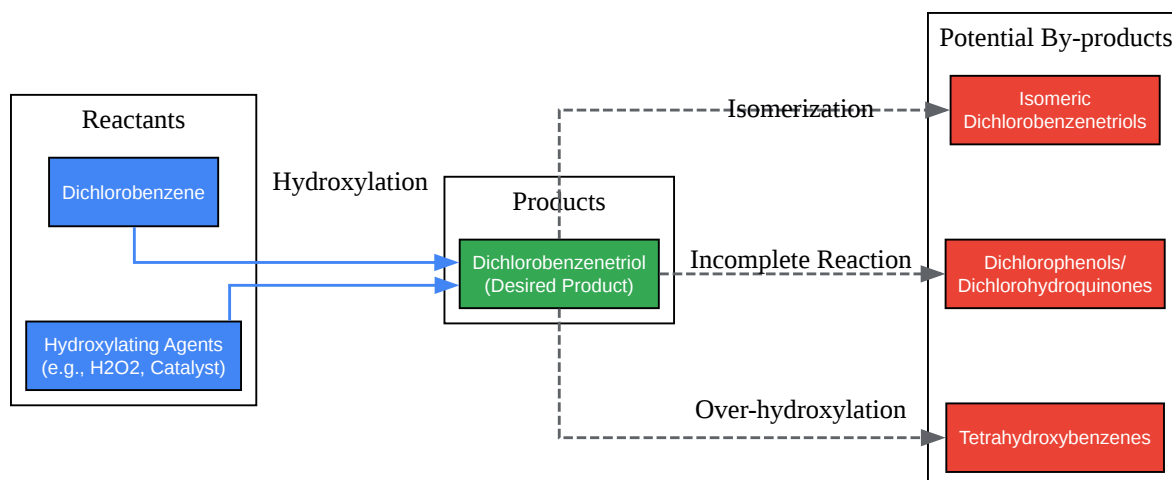 Potential By-products
Isomeric
Dichlorobenzenetriols
Isomerization
Reactants
Dichlorobenzene
Hydroxylation
Products
Dichlorobenzenetriol
(Desired Product)
Incomplete Reaction
Dichlorophenols/
Dichlorohydroquinones
Hydroxylating Agents
(e.g., H2O2, Catalyst)
Over-hydroxylation
Tetrahydroxybenzenes